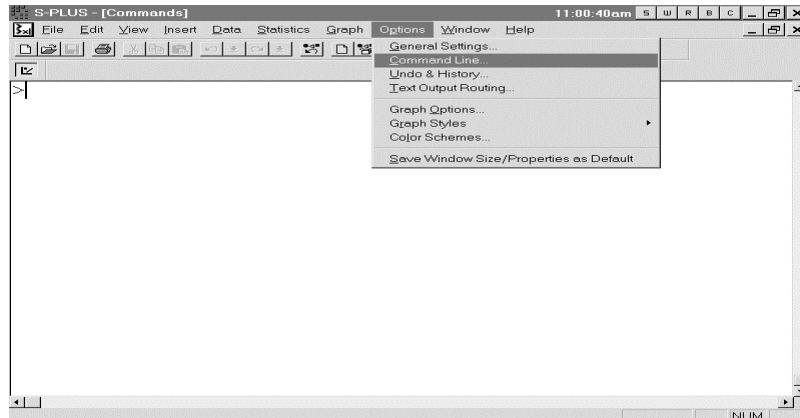 S-PLUS - [Commands] 11:00:40am S W R B C
File Edit View Insert Data Statistics Graph Options Window Help
General Settings...
Command Line...
Undo & History...
Text Output Routing...
Graph Options...
Graph Styles
Color Schemes...
Save Window Size/Properties as Default
>
NUM